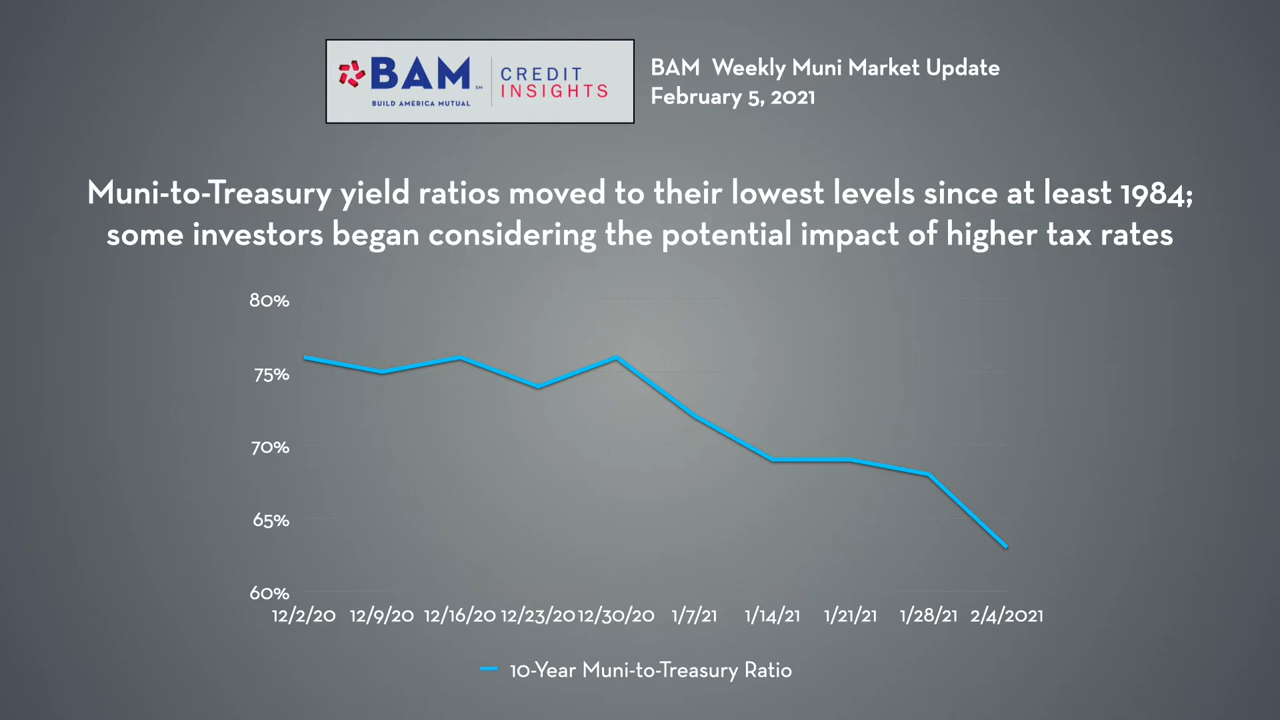 BAM SM
BUILD AMERICA MUTUAL
CREDIT
INSIGHTS
BAM Weekly Muni Market Update
February 5, 2021
Muni-to-Treasury yield ratios moved to their lowest levels since at least 1984;
some investors began considering the potential impact of higher tax rates
80%
75%
70%
65%
60%
12/2/20 12/9/20 12/16/20 12/23/20 12/30/20 1/7/21 1/14/21 1/21/21 1/28/21 2/4/2021
10-Year Muni-to-Treasury Ratio